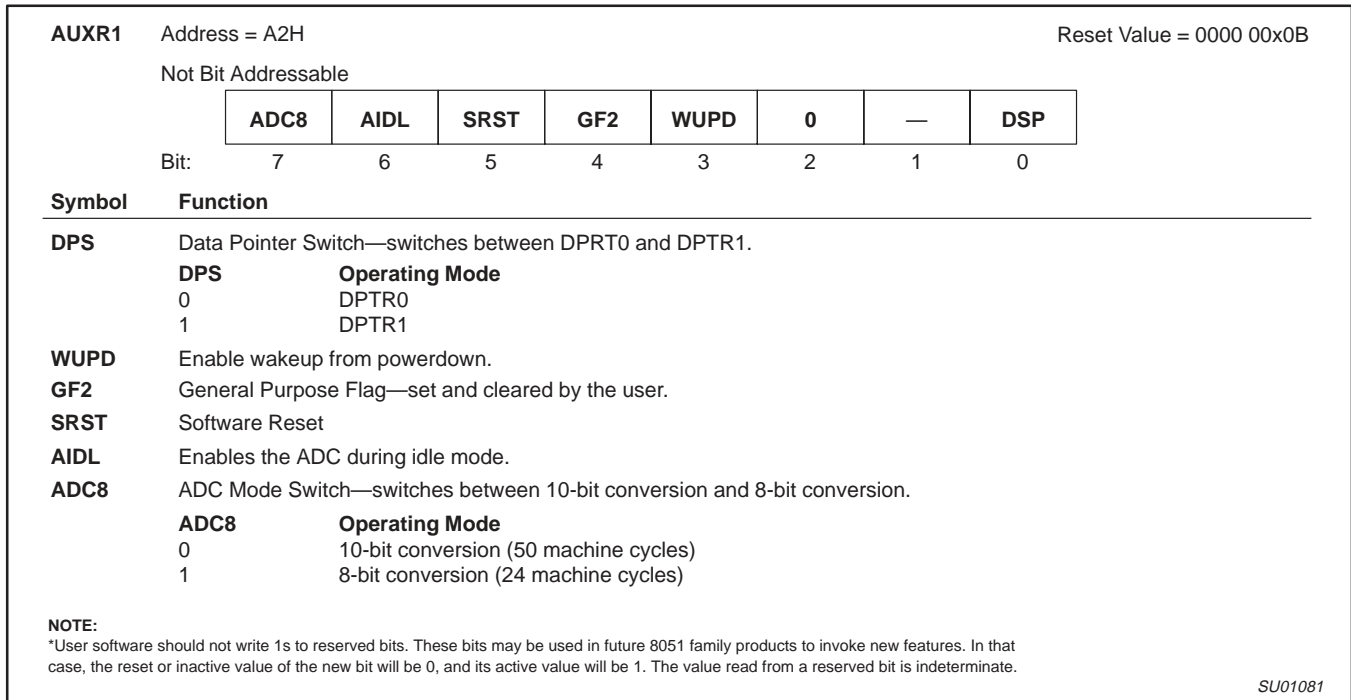 AUXR1 Address = A2H Reset Value = 0000 00x0B
Not Bit Addressable
ADC8 AIDL SRST GF2 WUPD 0 — DSP
Bit: 7 6 5 4 3 2 1 0
Symbol Function
DPS Data Pointer Switch—switches between DPRT0 and DPTR1.
DPS Operating Mode
0 DPTR0
1 DPTR1
WUPD Enable wakeup from powerdown.
GF2 General Purpose Flag—set and cleared by the user.
SRST Software Reset
AIDL Enables the ADC during idle mode.
ADC8 ADC Mode Switch—switches between 10-bit conversion and 8-bit conversion.
ADC8 Operating Mode
0 10-bit conversion (50 machine cycles)
1 8-bit conversion (24 machine cycles)
NOTE:
*User software should not write 1s to reserved bits. These bits may be used in future 8051 family products to invoke new features. In that
case, the reset or inactive value of the new bit will be 0, and its active value will be 1. The value read from a reserved bit is indeterminate.
SU01081